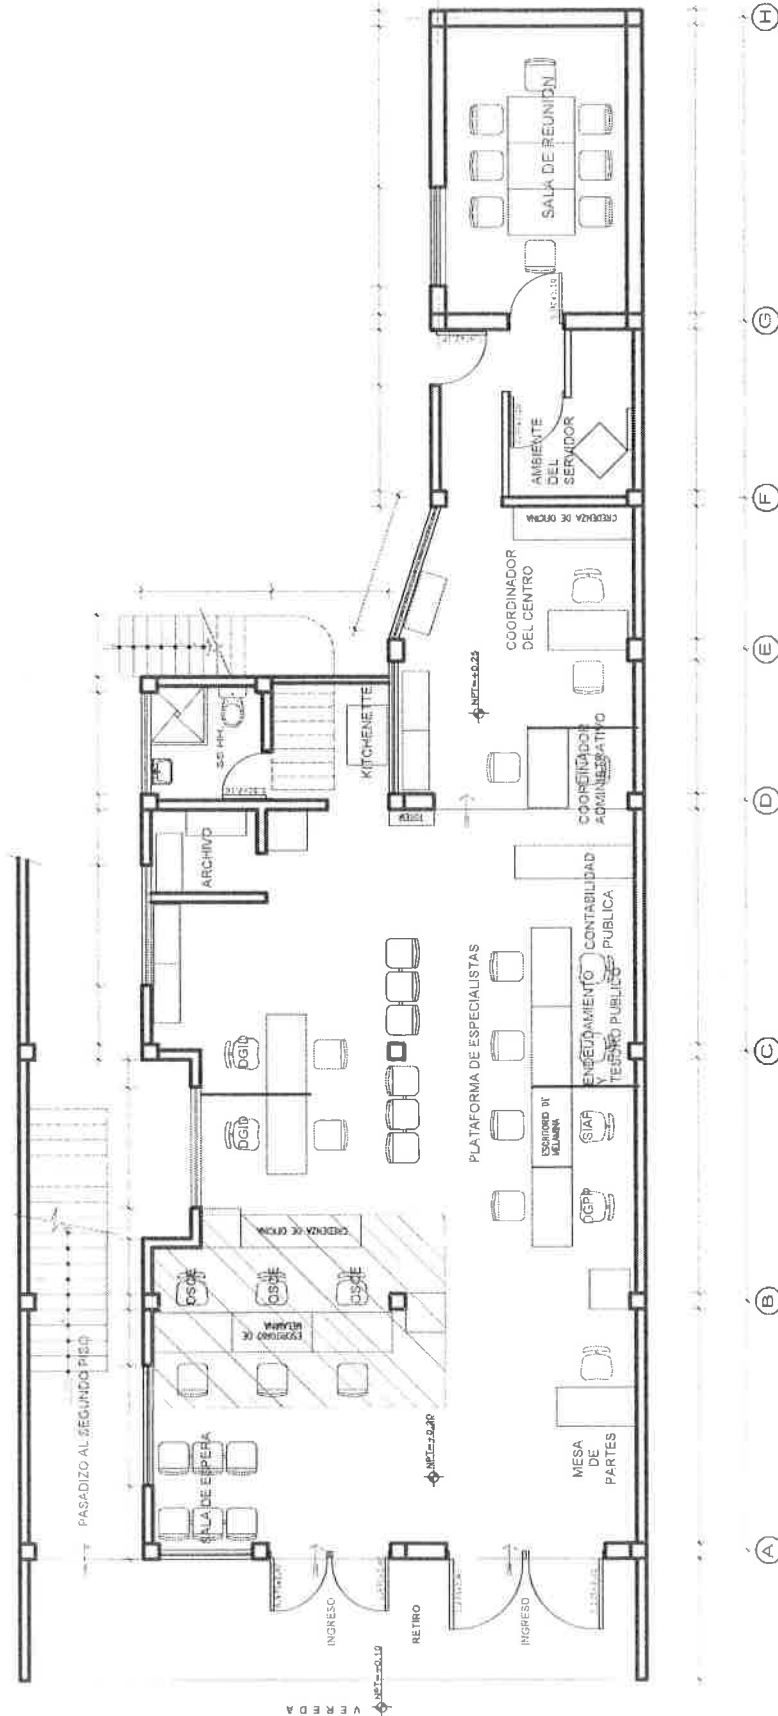 H
SALA DE REUNION
G
AMBIENTE
DEL
SERVIDOR
F
CREDENZA DE OFICINA
COORDINADOR
DEL CENTRO
E
NPT=+0.25
SS HH
KITCHENETTE
COORDINADOR
ADMINISTRATIVO
D
TOTEM
ARCHIVO
CONTABILIDAD
PUBLICA
PLATAFORMA DE ESPECIALISTAS
ENDEUDAMIENTO
Y
TESORO PUBLICO
C
DGID
DGID
ESCRITORIO DE
MELAMINA
SIAF
DGPP
CREDENZA DE OFICINA
OSCE
OSCE
OSCE
B
ESCRITORIO DE
MELAMINA
PASADIZO AL SEGUNDO PISO
SALA DE ESPERA
MESA
DE
PARTES
A
INGRESO
RETIRO
INGRESO
NPT=+0.10
VEREDA